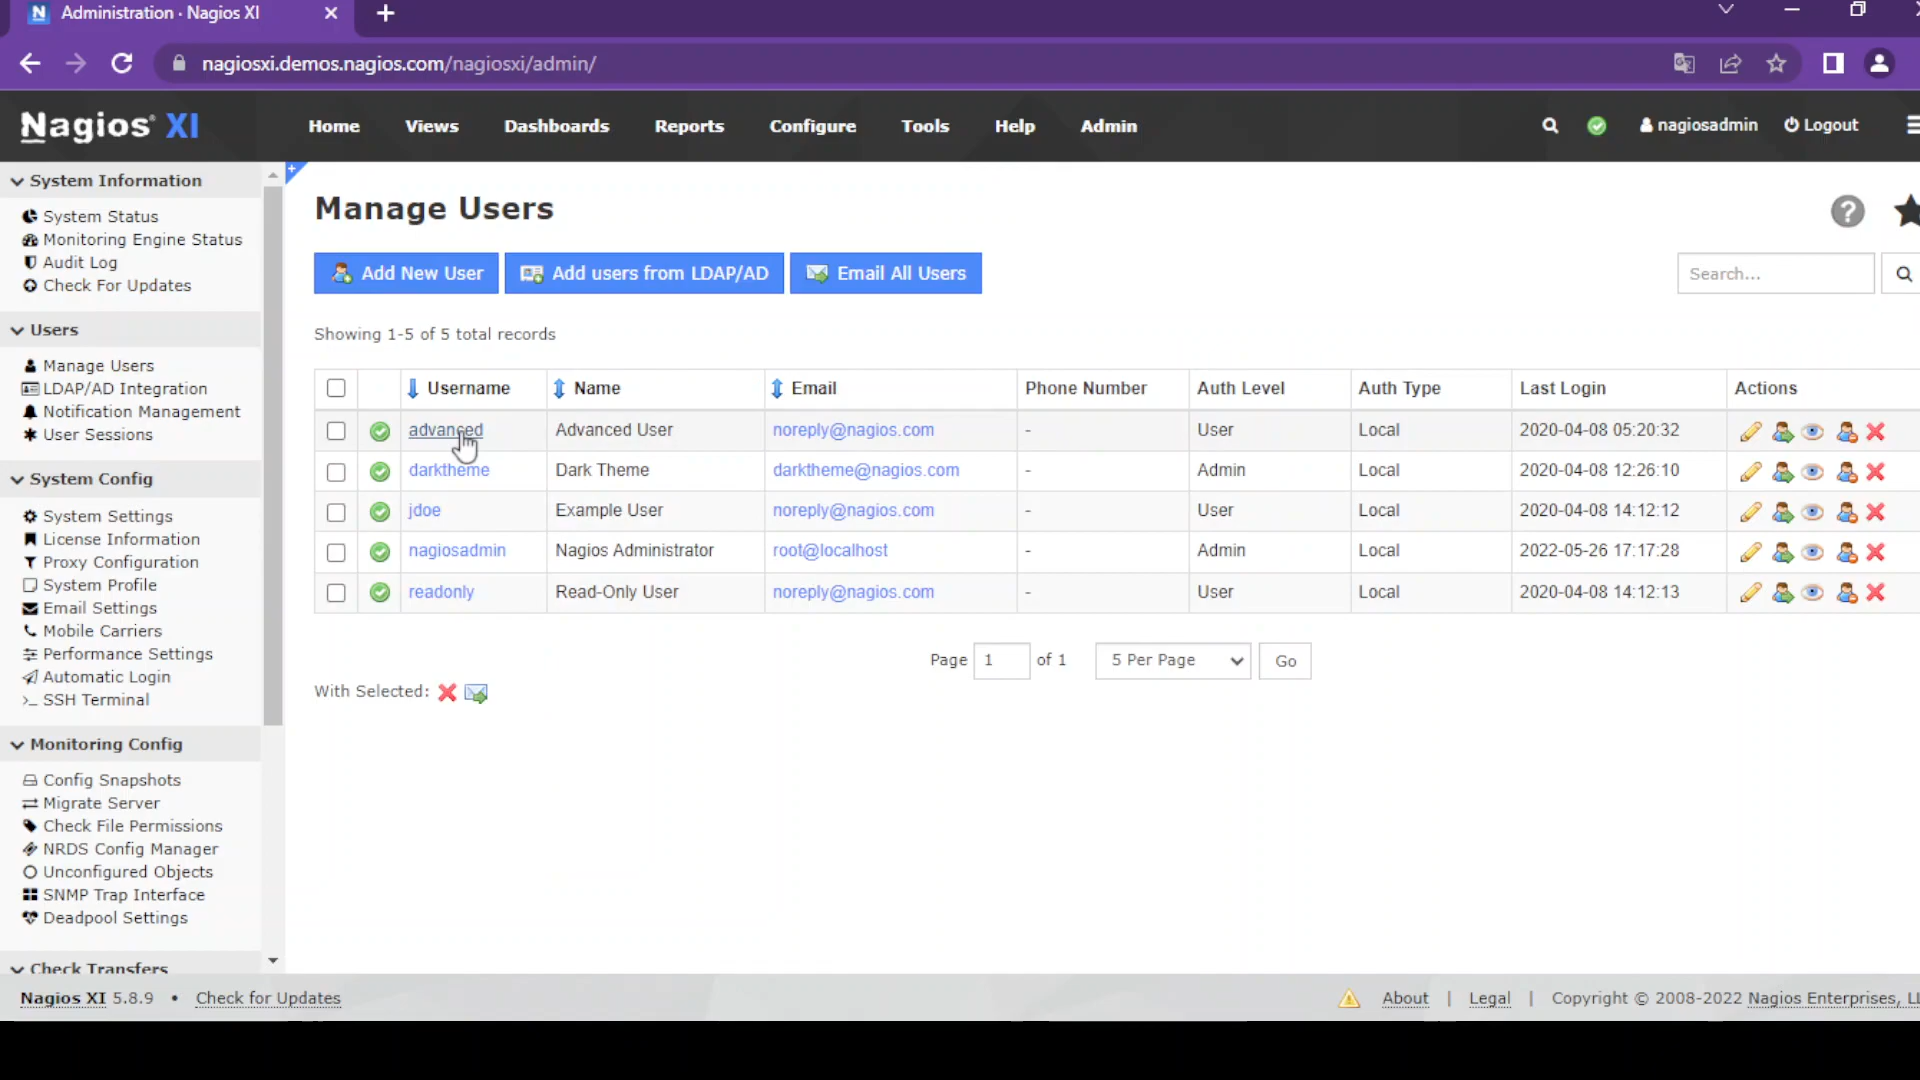 Administration · Nagios XI
nagiosxi.demos.nagios.com/nagiosxi/admin/
Nagios® XI
Home Views Dashboards Reports Configure Tools Help Admin
nagiosadmin Logout
System Information
System Status
Monitoring Engine Status
Audit Log
Check For Updates
Users
Manage Users
LDAP/AD Integration
Notification Management
User Sessions
System Config
System Settings
License Information
Proxy Configuration
System Profile
Email Settings
Mobile Carriers
Performance Settings
Automatic Login
SSH Terminal
Monitoring Config
Config Snapshots
Migrate Server
Check File Permissions
NRDS Config Manager
Unconfigured Objects
SNMP Trap Interface
Deadpool Settings
Check Transfers
Manage Users
Add New User Add users from LDAP/AD Email All Users
Search...
Showing 1-5 of 5 total records
Username Name Email Phone Number Auth Level Auth Type Last Login Actions
advanced Advanced User noreply@nagios.com - User Local 2020-04-08 05:20:32
darktheme Dark Theme darktheme@nagios.com - Admin Local 2020-04-08 12:26:10
jdoe Example User noreply@nagios.com - User Local 2020-04-08 14:12:12
nagiosadmin Nagios Administrator root@localhost - Admin Local 2022-05-26 17:17:28
readonly Read-Only User noreply@nagios.com - User Local 2020-04-08 14:12:13
Page 1 of 1 5 Per Page Go
With Selected:
Nagios XI 5.8.9 • Check for Updates
About | Legal | Copyright © 2008-2022 Nagios Enterprises,